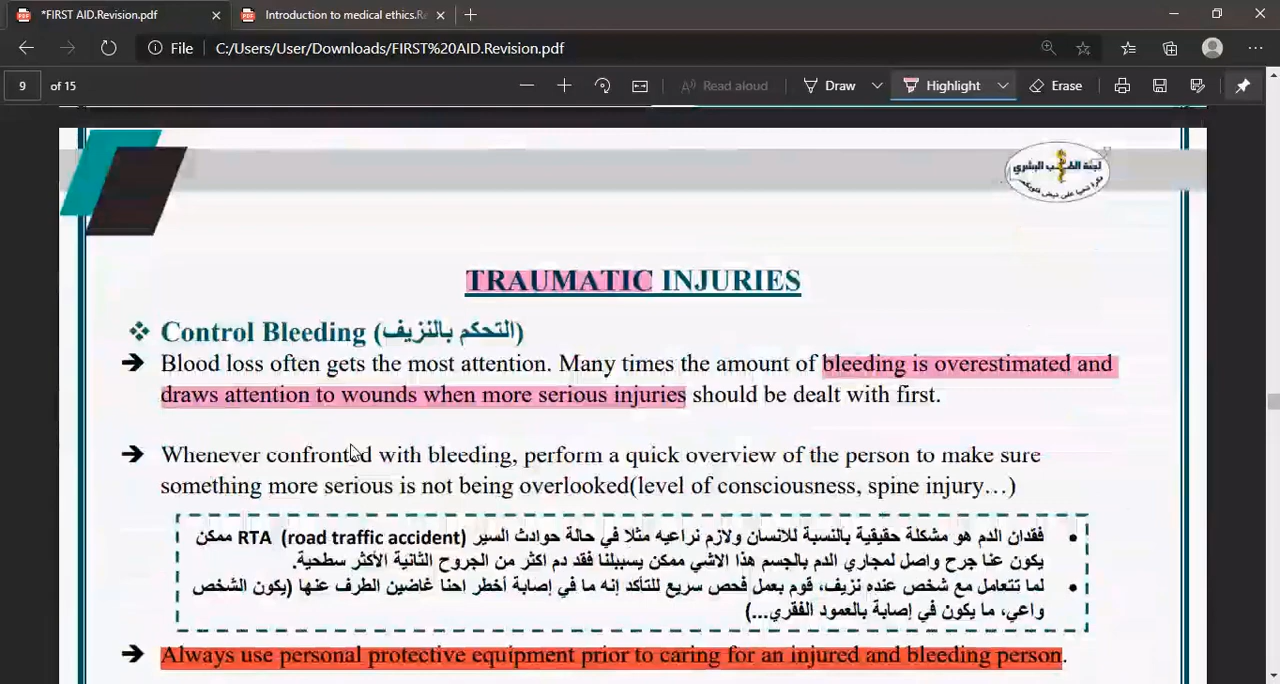 *FIRST AID.Revision.pdf
Introduction to medical ethics.Re
File
C:/Users/User/Downloads/FIRST%20AID.Revision.pdf
9 of 15
Read aloud
Draw
Highlight
Erase
لجنة الطب البشري
TRAUMATIC INJURIES
Control Bleeding (التحكم بالنزيف)
Blood loss often gets the most attention. Many times the amount of bleeding is overestimated and
draws attention to wounds when more serious injuries should be dealt with first.
Whenever confronted with bleeding, perform a quick overview of the person to make sure
something more serious is not being overlooked(level of consciousness, spine injury…)
فقدان الدم هو مشكلة حقيقية بالنسبة للانسان ولازم نراعيه مثلا في حالة حوادث السير RTA (road traffic accident) ممكن
يكون عنا جرح واصل لمجاري الدم بالجسم هذا الاشي ممكن يسببلنا فقد دم اكثر من الجروح الثانية الأكثر سطحية.
لما تتعامل مع شخص عنده نزيف، قوم بعمل فحص سريع للتأكد إنه ما في إصابة أخطر احنا غاضين الطرف عنها (يكون الشخص
واعي، ما يكون في إصابة بالعمود الفقري...)
Always use personal protective equipment prior to caring for an injured and bleeding person.